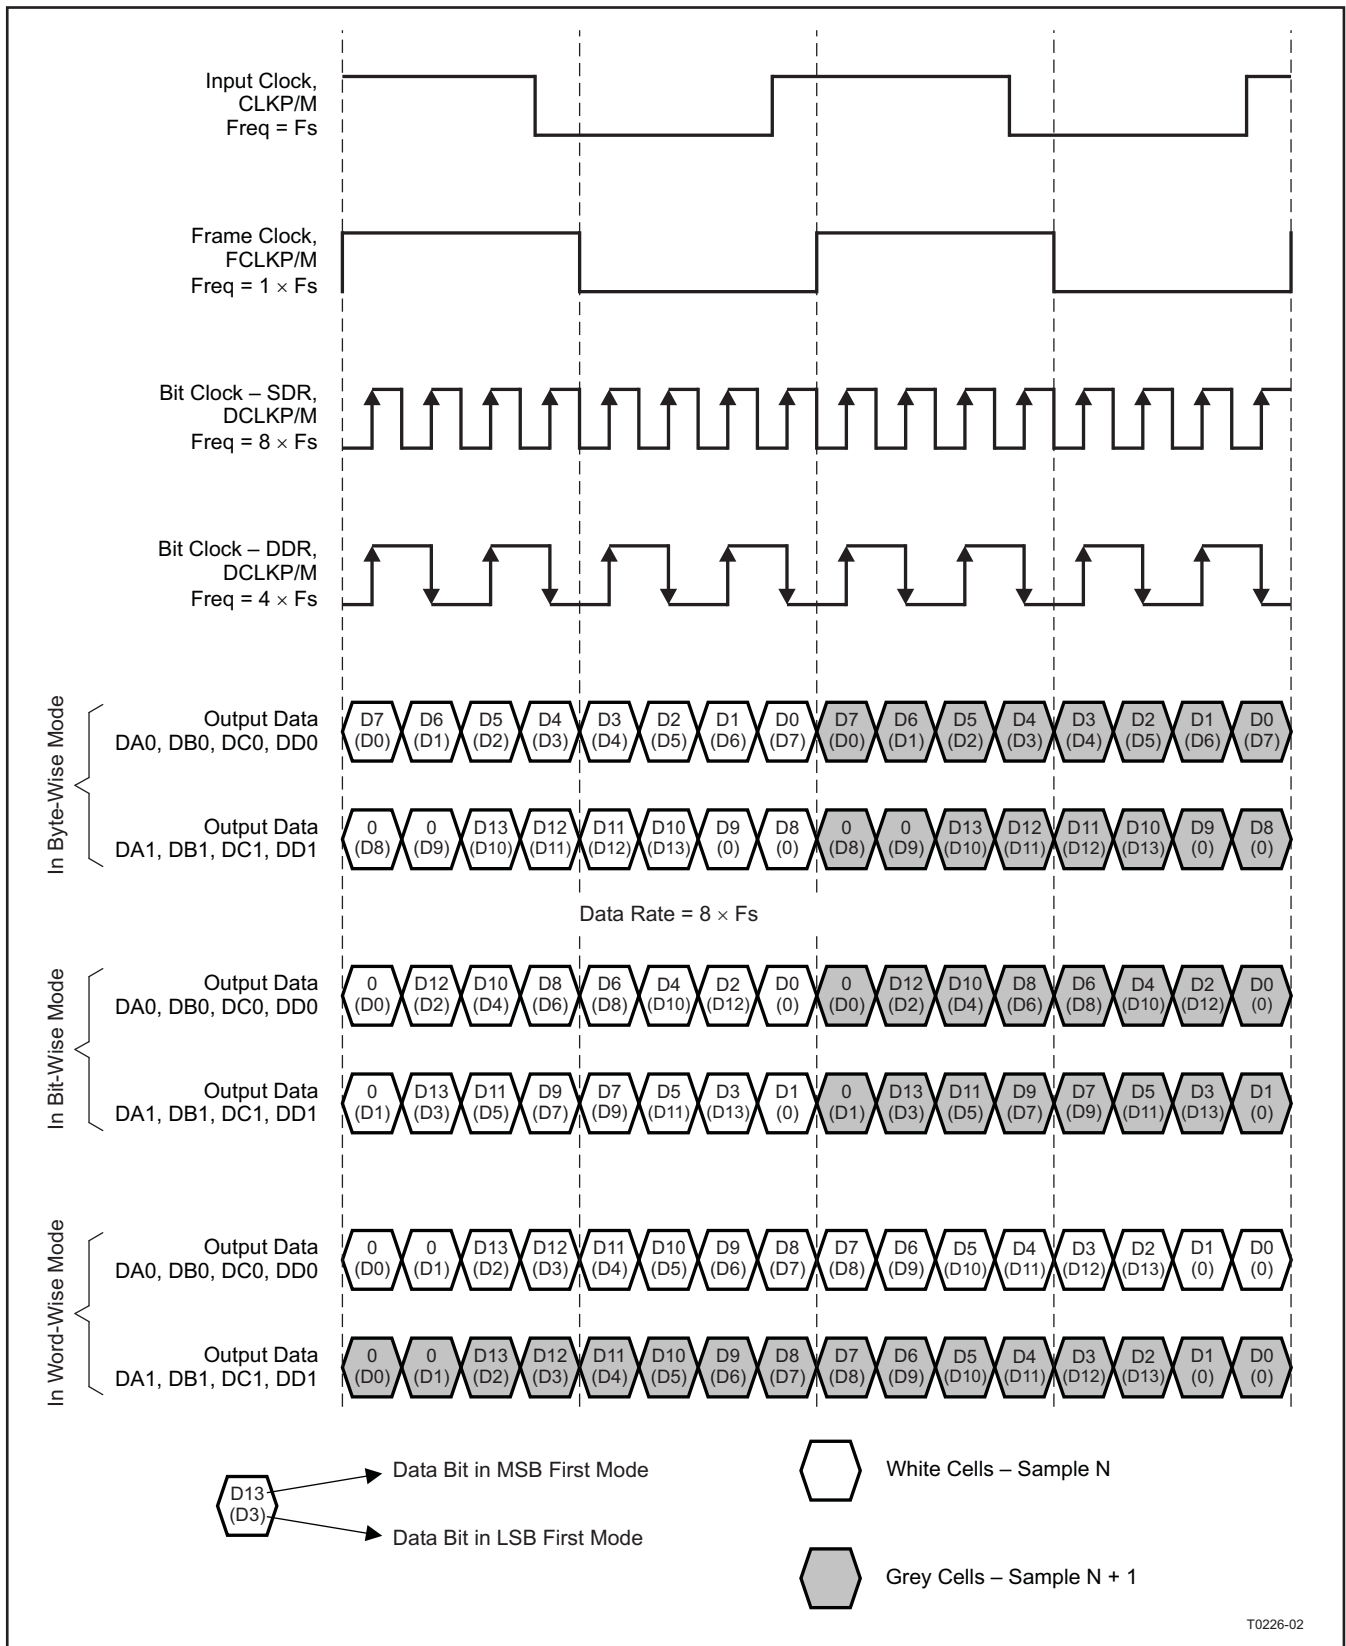 Input Clock,
CLKP/M
Freq = Fs
Frame Clock,
FCLKP/M
Freq = 1 × Fs
Bit Clock – SDR,
DCLKP/M
Freq = 8 × Fs
Bit Clock – DDR,
DCLKP/M
Freq = 4 × Fs
In Byte-Wise Mode
Output Data
DA0, DB0, DC0, DD0
D7 D6 D5 D4 D3 D2 D1 D0 D7 D6 D5 D4 D3 D2 D1 D0
(D0) (D1) (D2) (D3) (D4) (D5) (D6) (D7) (D0) (D1) (D2) (D3) (D4) (D5) (D6) (D7)
Output Data
DA1, DB1, DC1, DD1
0 0 D13 D12 D11 D10 D9 D8 0 0 D13 D12 D11 D10 D9 D8
(D8) (D9) (D10) (D11) (D12) (D13) (0) (0) (D8) (D9) (D10) (D11) (D12) (D13) (0) (0)
Data Rate = 8 × Fs
In Bit-Wise Mode
Output Data
DA0, DB0, DC0, DD0
0 D12 D10 D8 D6 D4 D2 D0 0 D12 D10 D8 D6 D4 D2 D0
(D0) (D2) (D4) (D6) (D8) (D10) (D12) (0) (D0) (D2) (D4) (D6) (D8) (D10) (D12) (0)
Output Data
DA1, DB1, DC1, DD1
0 D13 D11 D9 D7 D5 D3 D1 0 D13 D11 D9 D7 D5 D3 D1
(D1) (D3) (D5) (D7) (D9) (D11) (D13) (0) (D1) (D3) (D5) (D7) (D9) (D11) (D13) (0)
In Word-Wise Mode
Output Data
DA0, DB0, DC0, DD0
0 0 D13 D12 D11 D10 D9 D8 D7 D6 D5 D4 D3 D2 D1 D0
(D0) (D1) (D2) (D3) (D4) (D5) (D6) (D7) (D8) (D9) (D10) (D11) (D12) (D13) (0) (0)
Output Data
DA1, DB1, DC1, DD1
0 0 D13 D12 D11 D10 D9 D8 D7 D6 D5 D4 D3 D2 D1 D0
(D0) (D1) (D2) (D3) (D4) (D5) (D6) (D7) (D8) (D9) (D10) (D11) (D12) (D13) (0) (0)
D13
(D3)
Data Bit in MSB First Mode
Data Bit in LSB First Mode
White Cells – Sample N
Grey Cells – Sample N + 1
T0226-02